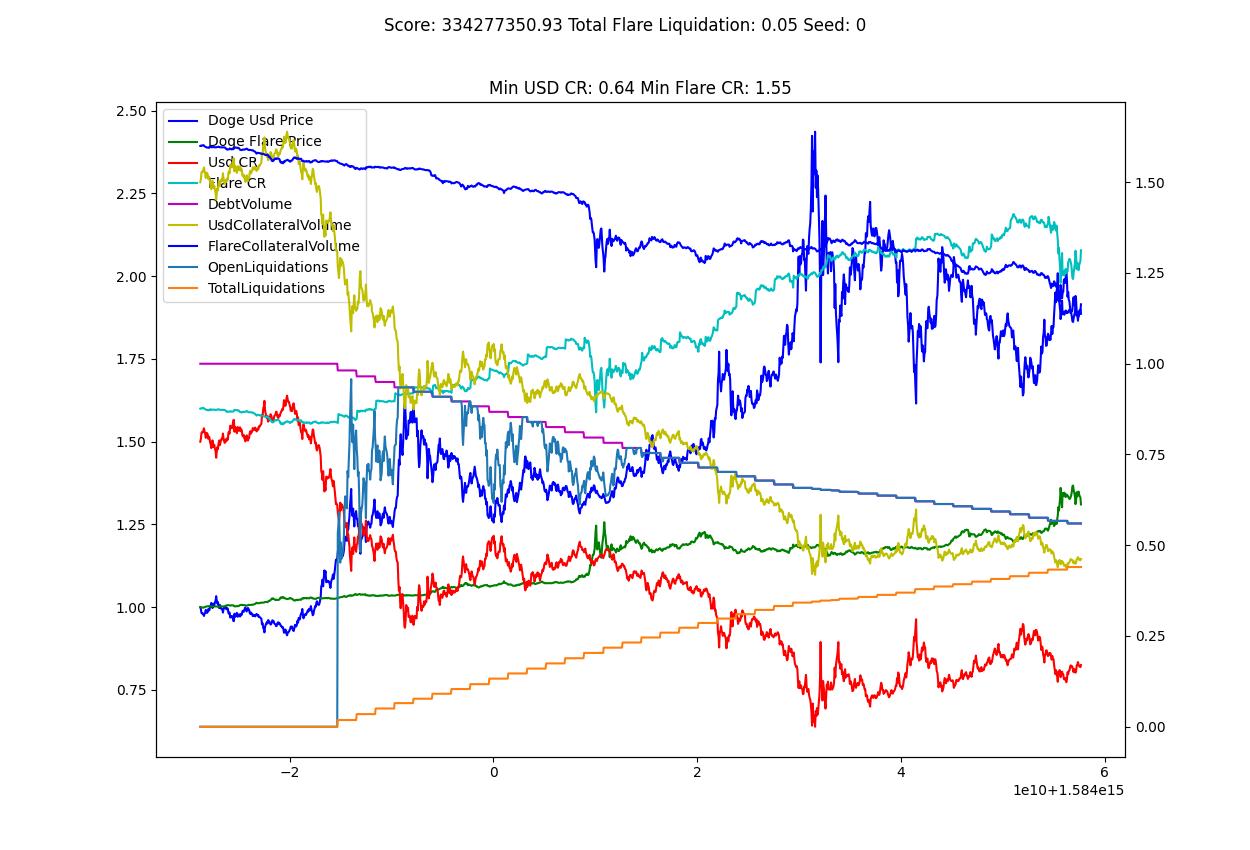 Score: 334277350.93 Total Flare Liquidation: 0.05 Seed: 0
Min USD CR: 0.64 Min Flare CR: 1.55
2.50
2.25
2.00
1.75
1.50
1.25
1.00
0.75
Doge Usd Price
Doge Flare Price
Usd CR
Flare CR
DebtVolume
UsdCollateralVolume
FlareCollateralVolume
OpenLiquidations
TotalLiquidations
1.50
1.25
1.00
0.75
0.50
0.25
0.00
−2 0 2 4 6
1e10+1.584e15